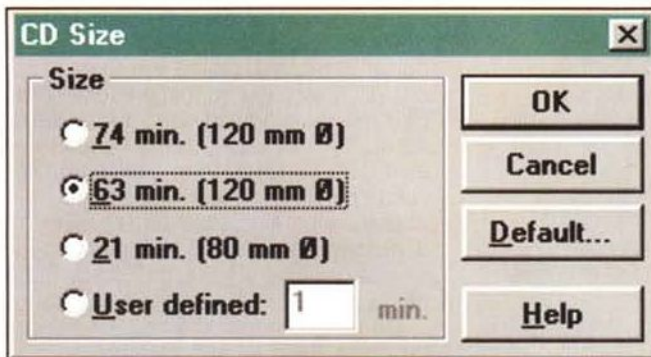 CD Size
Size
74 min. (120 mm Ø)
63 min. (120 mm Ø)
21 min. (80 mm Ø)
User defined: 1 min.
OK
Cancel
Default...
Help